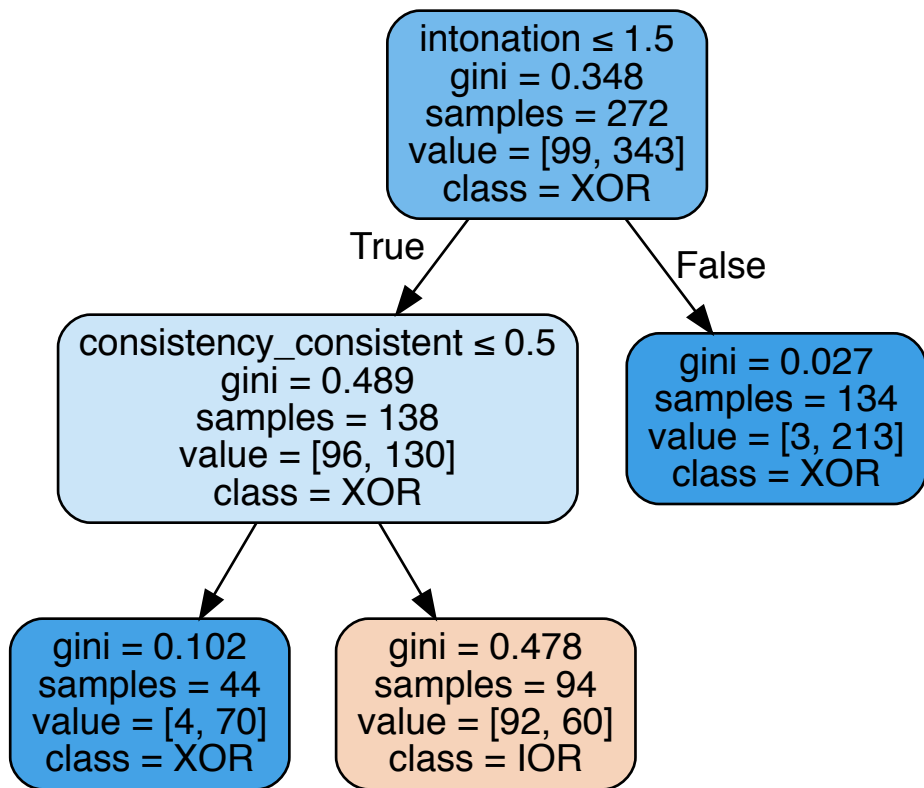 intonation ≤ 1.5
gini = 0.348
samples = 272
value = [99, 343]
class = XOR
True
False
consistency_consistent ≤ 0.5
gini = 0.489
samples = 138
value = [96, 130]
class = XOR
gini = 0.027
samples = 134
value = [3, 213]
class = XOR
gini = 0.102
samples = 44
value = [4, 70]
class = XOR
gini = 0.478
samples = 94
value = [92, 60]
class = IOR